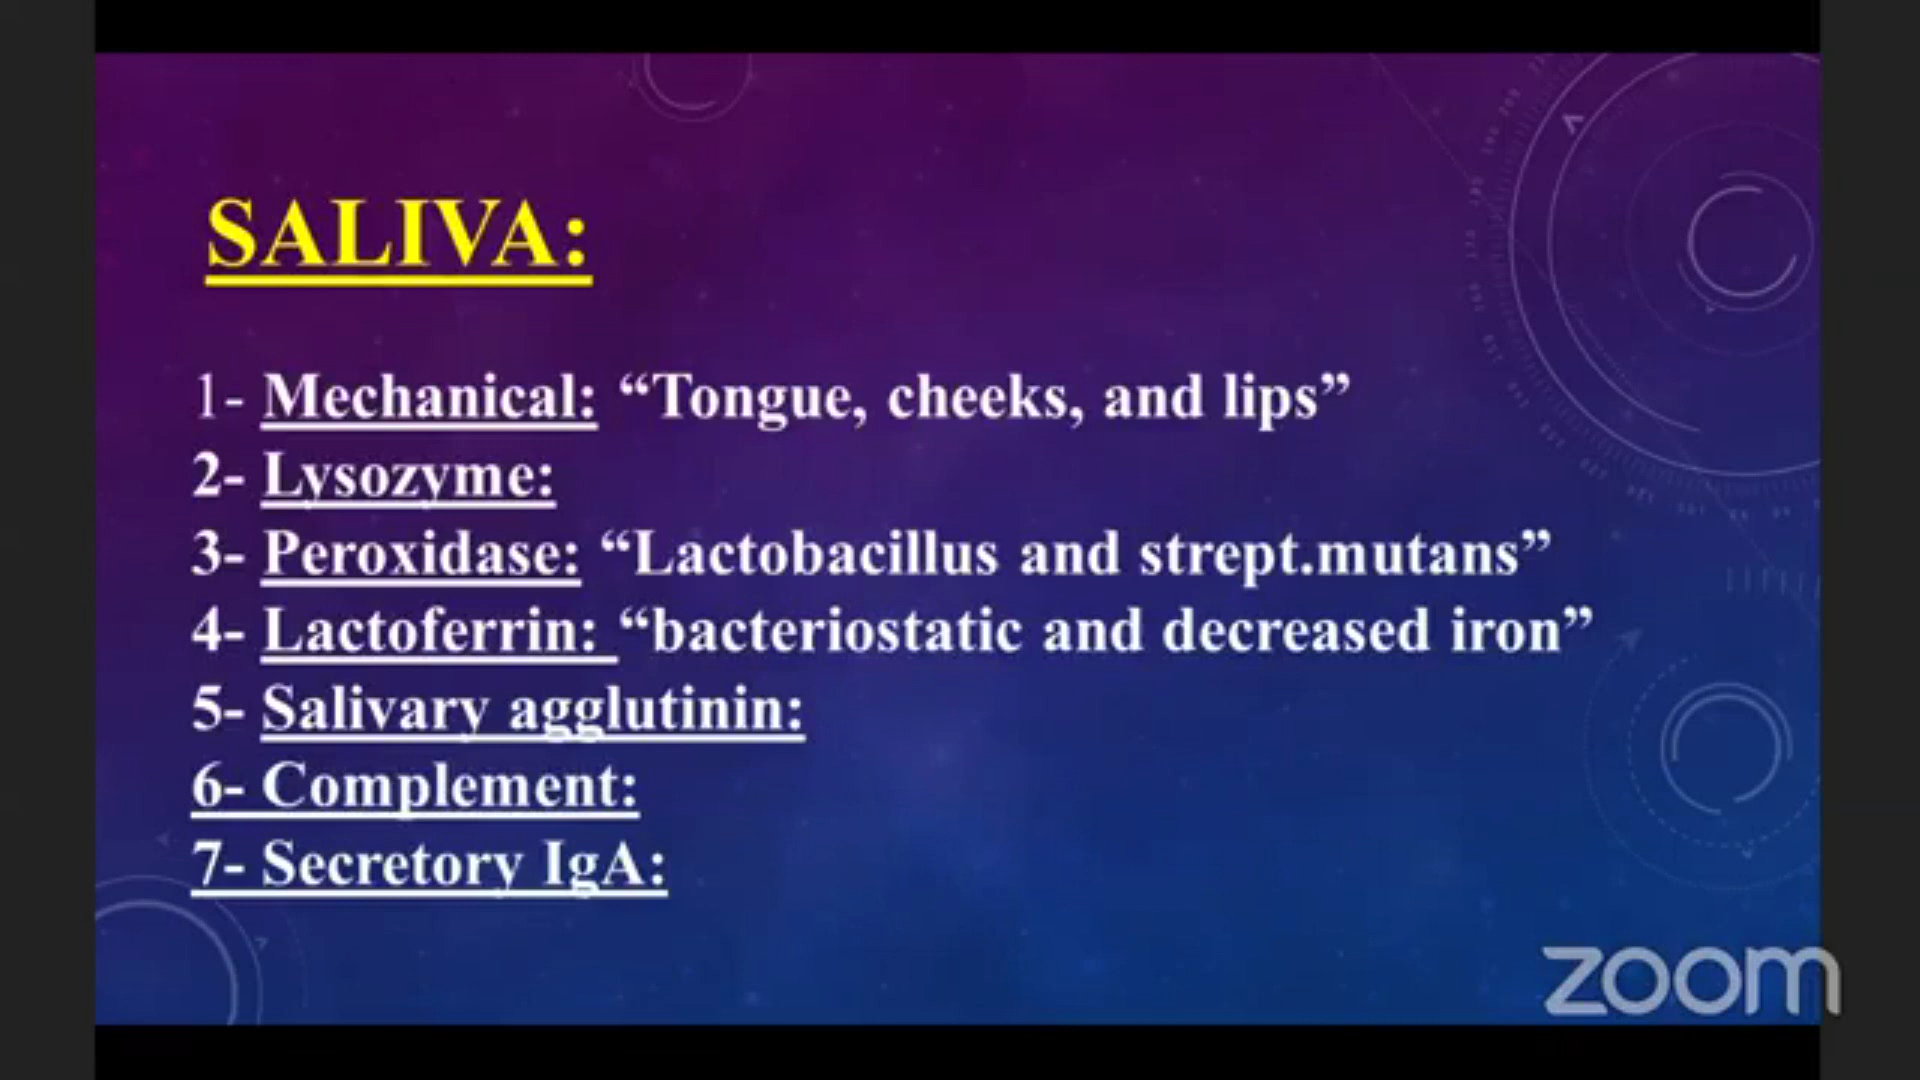 SALIVA:
1- Mechanical: “Tongue, cheeks, and lips”
2- Lysozyme:
3- Peroxidase: “Lactobacillus and strept.mutans”
4- Lactoferrin: “bacteriostatic and decreased iron”
5- Salivary agglutinin:
6- Complement:
7- Secretory IgA:
zoom